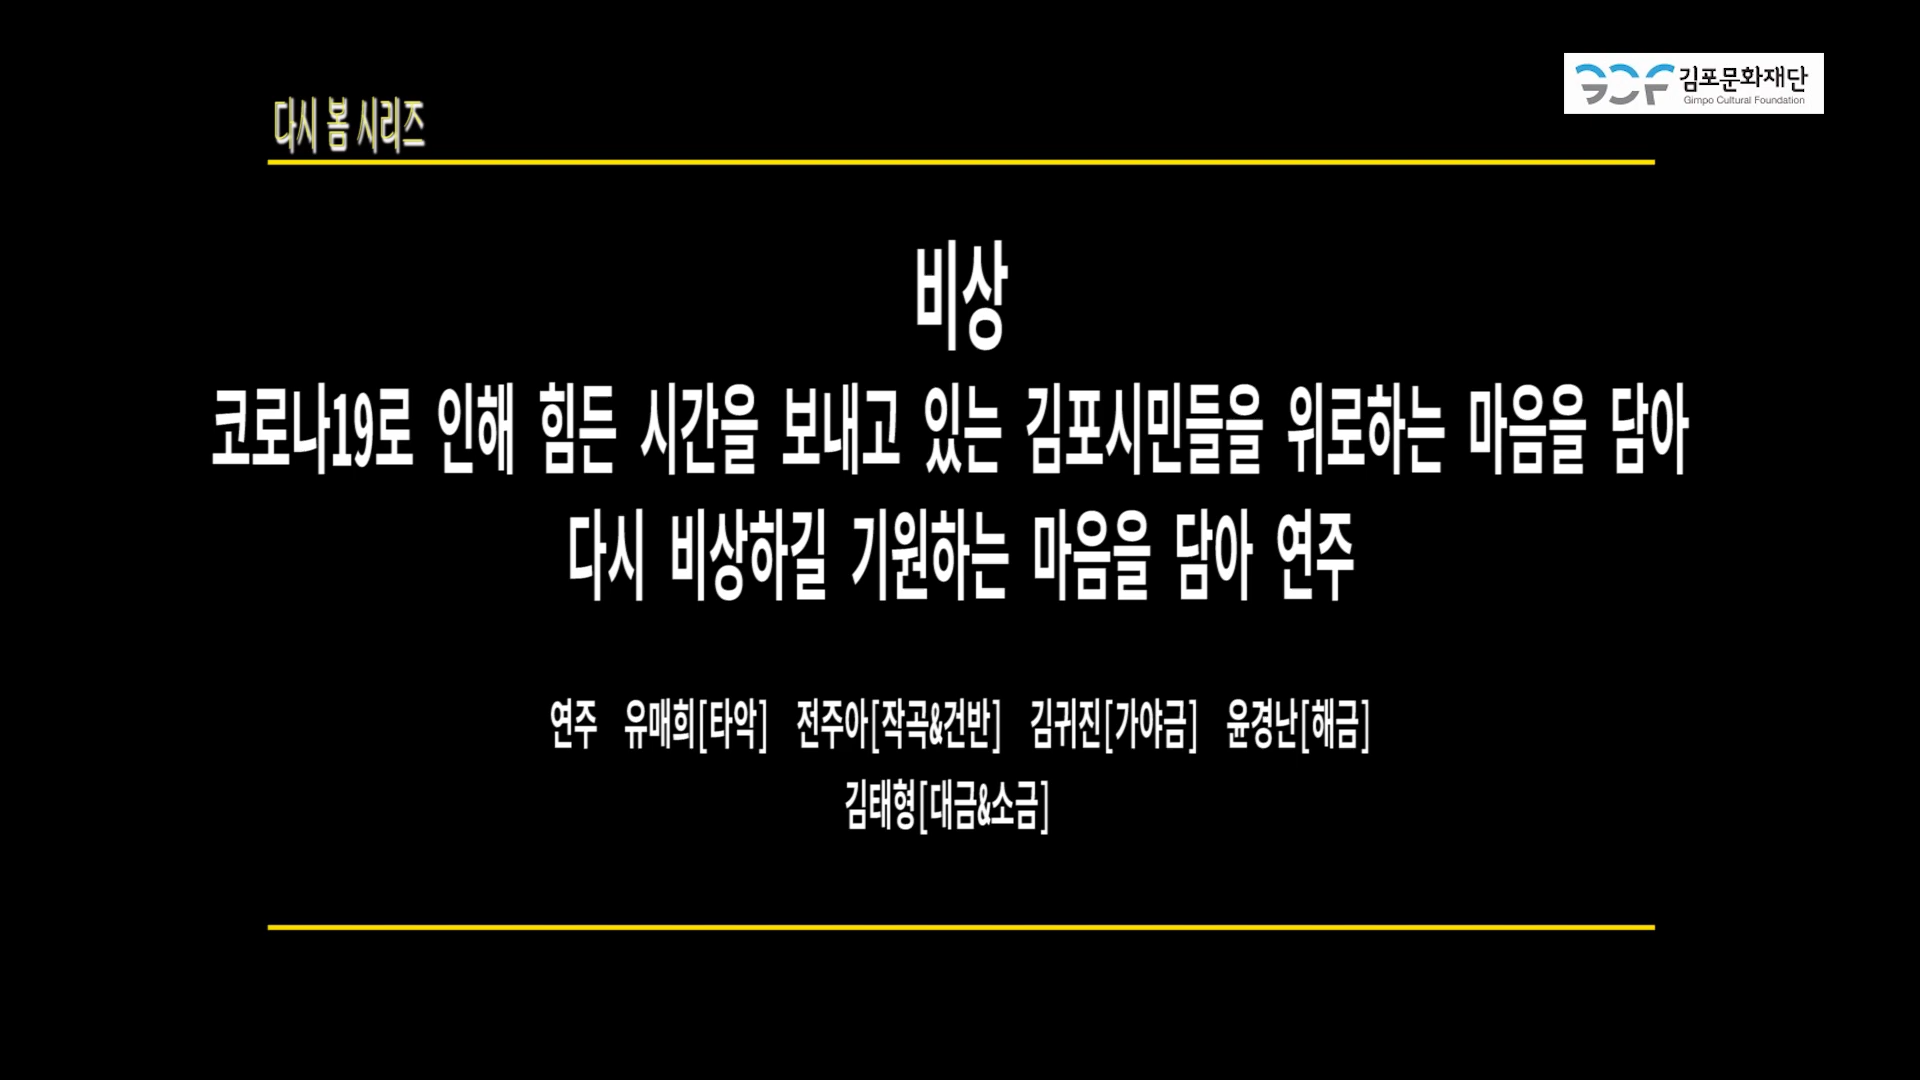 다시 봄 시리즈
김포문화재단
Gimpo Cultural Foundation
비상
코로나19로 인해 힘든 시간을 보내고 있는 김포시민들을 위로하는 마음을 담아
다시 비상하길 기원하는 마음을 담아 연주
연주 유매희[타악] 전주아[작곡&건반] 김귀진[가야금] 윤경난[해금]
김태형[대금&소금]